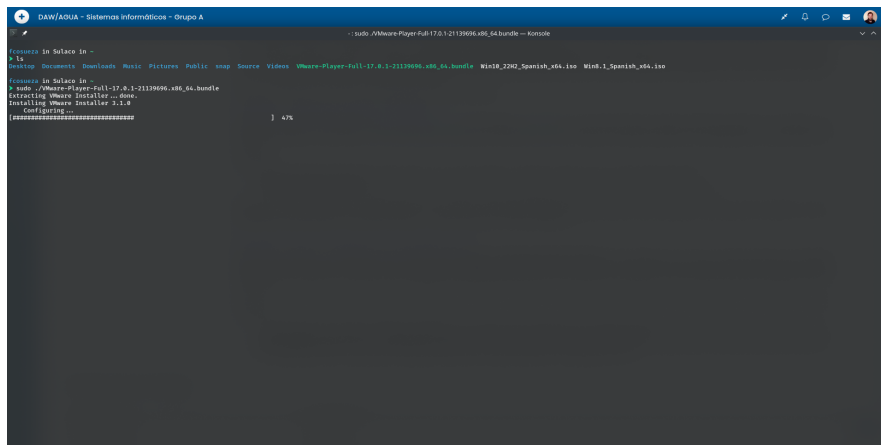 DAW/AGUA - Sistemas informáticos - Grupo A
~ : sudo ./VMware-Player-Full-17.0.1-21139696.x86_64.bundle — Konsole
fcosueza in Sulaco in ~
> ls
Desktop Documents Downloads Music Pictures Public snap Source Videos VMware-Player-Full-17.0.1-21139696.x86_64.bundle Win10_22H2_Spanish_x64.iso Win8.1_Spanish_x64.iso
fcosueza in Sulaco in ~
> sudo ./VMware-Player-Full-17.0.1-21139696.x86_64.bundle
Extracting VMware Installer...done.
Installing VMware Installer 3.1.0
Configuring...
[################################ ] 47%